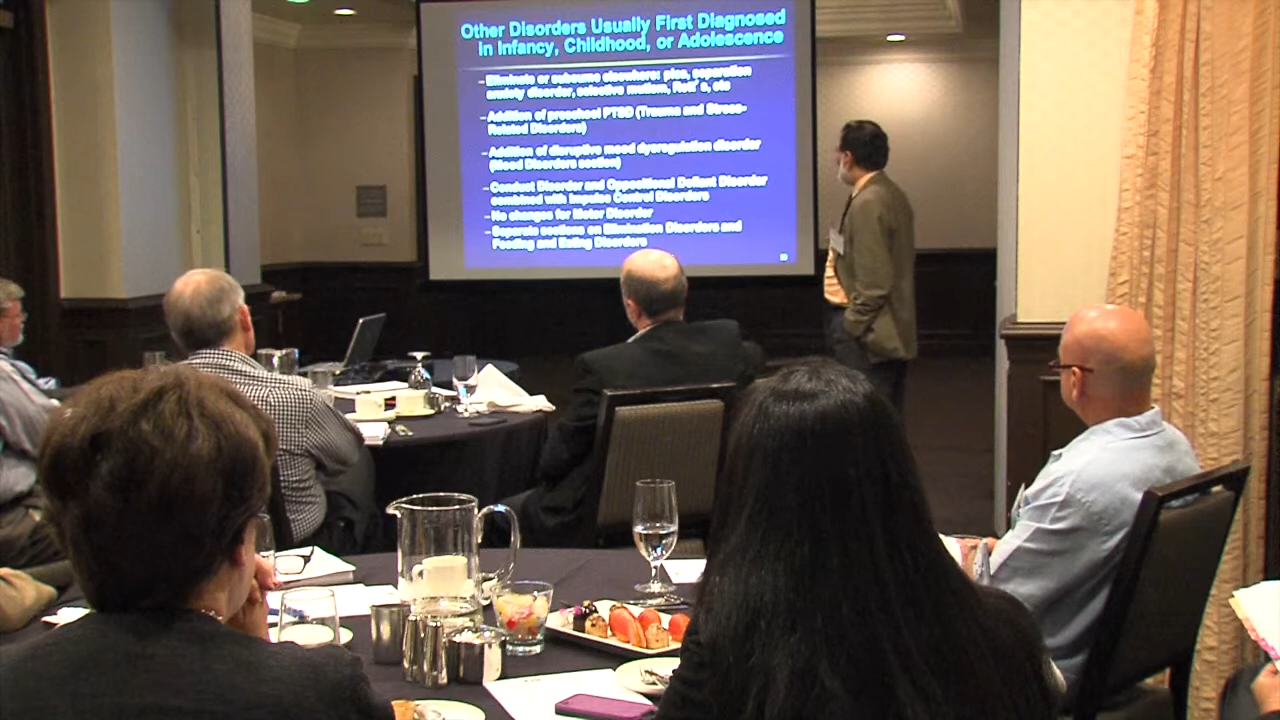 Other Disorders Usually First Diagnosed
in Infancy, Childhood, or Adolescence
– Eliminate or subsume elsewhere: pica, separation
anxiety disorder, selective mutism, Rett's, etc
– Addition of preschool PTSD (Trauma and Stress-
Related Disorders)
– Addition of disruptive mood dysregulation disorder
(Mood Disorders section)
– Conduct Disorder and Oppositional Defiant Disorder
combined with Impulse Control Disorders
– No changes for Motor Disorder
– Separate sections on Elimination Disorders and
Feeding and Eating Disorders